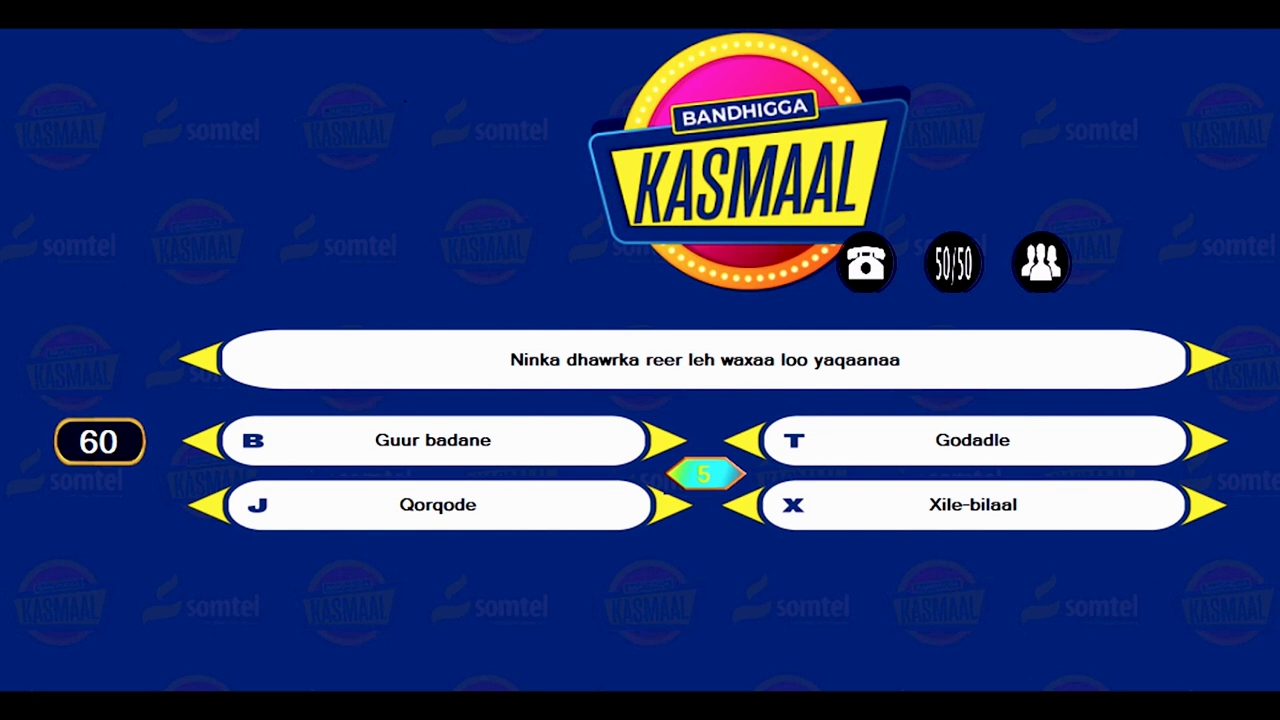 BANDHIGGA
KASMAAL
50/50
Ninka dhawrka reer leh waxaa loo yaqaanaa
60
B Guur badane
T Godadle
5
J Qorqode
X Xile-bilaal
somtel